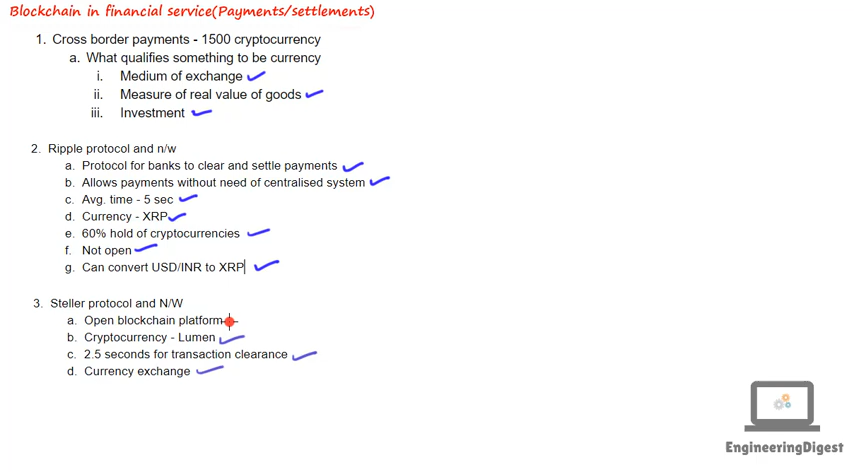 Blockchain in financial service(Payments/settlements)
1. Cross border payments - 1500 cryptocurrency
a. What qualifies something to be currency
i. Medium of exchange
ii. Measure of real value of goods
iii. Investment
2. Ripple protocol and n/w
a. Protocol for banks to clear and settle payments
b. Allows payments without need of centralised system
c. Avg. time - 5 sec
d. Currency - XRP
e. 60% hold of cryptocurrencies
f. Not open
g. Can convert USD/INR to XRP
3. Steller protocol and N/W
a. Open blockchain platform
b. Cryptocurrency - Lumen
c. 2.5 seconds for transaction clearance
d. Currency exchange
EngineeringDigest